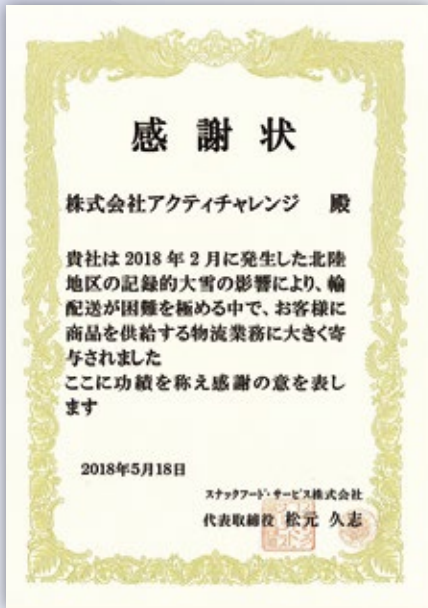 感謝状
株式会社アクティチャレンジ 殿
貴社は2018年2月に発生した北陸
地区の記録的大雪の影響により、輸
配送が困難を極める中で、お客様に
商品を供給する物流業務に大きく寄
与されました
ここに功績を称え感謝の意を表し
ます
2018年5月18日
スナックフード・サービス株式会社
代表取締役 松元 久志